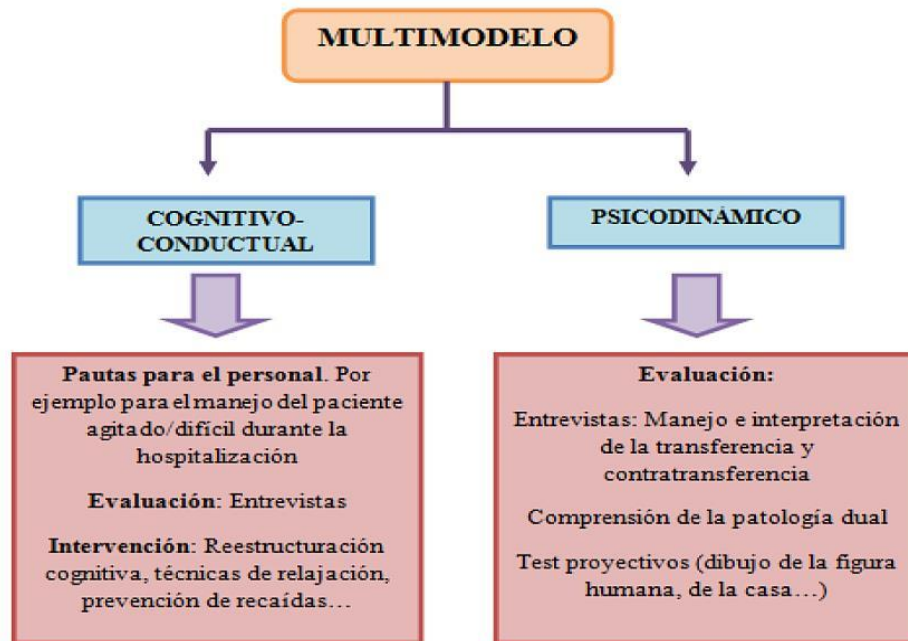 MULTIMODELO
COGNITIVO-
CONDUCTUAL
PSICODINÁMICO
Pautas para el personal. Por
ejemplo para el manejo del paciente
agitado/difícil durante la
hospitalización
Evaluación: Entrevistas
Intervención: Reestructuración
cognitiva, técnicas de relajación,
prevención de recaídas…
Evaluación:
Entrevistas: Manejo e interpretación
de la transferencia y
contratransferencia
Comprensión de la patología dual
Test proyectivos (dibujo de la figura
humana, de la casa…)